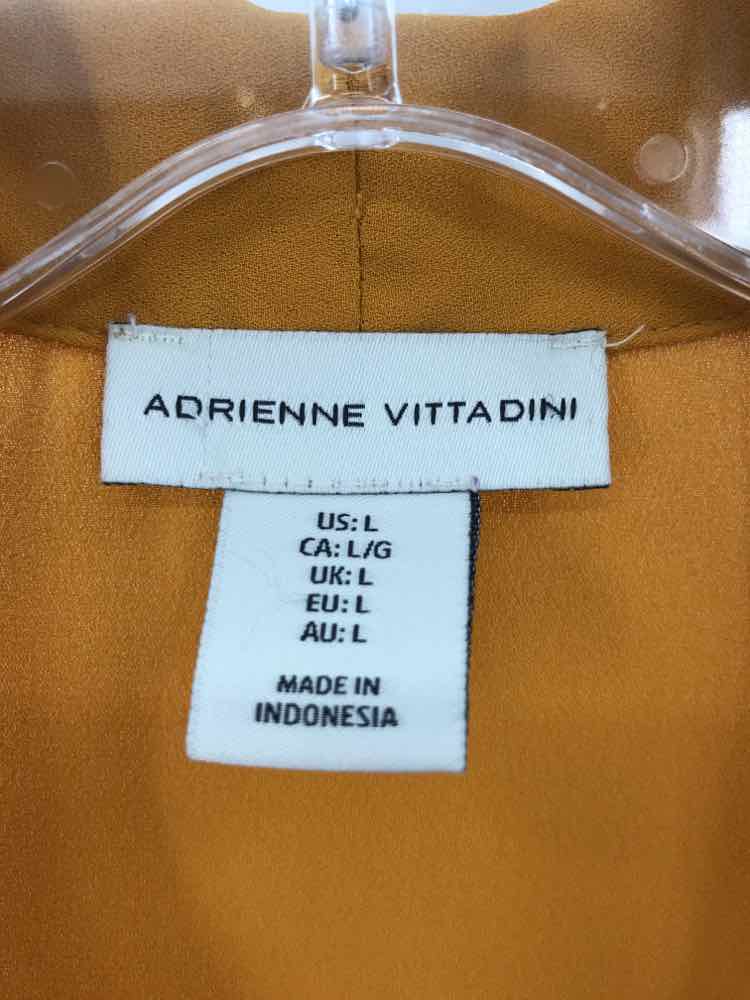 ADRIENNE VITTADINI
US: L
CA: L/G
UK: L
EU: L
AU: L
MADE IN
INDONESIA